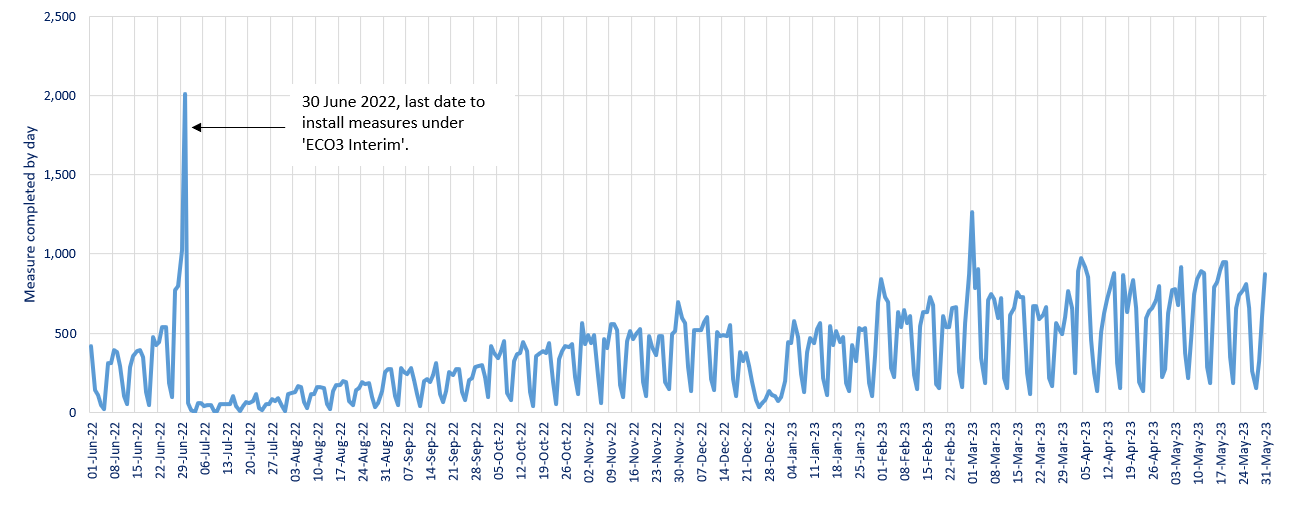 2,500
2,000
1,500
1,000
500
0
Measure completed by day
30 June 2022, last date to
install measures under
'ECO3 Interim'.
01-Jun-22
08-Jun-22
15-Jun-22
22-Jun-22
29-Jun-22
06-Jul-22
13-Jul-22
20-Jul-22
27-Jul-22
03-Aug-22
10-Aug-22
17-Aug-22
24-Aug-22
31-Aug-22
07-Sep-22
14-Sep-22
21-Sep-22
28-Sep-22
05-Oct-22
12-Oct-22
19-Oct-22
26-Oct-22
02-Nov-22
09-Nov-22
16-Nov-22
23-Nov-22
30-Nov-22
07-Dec-22
14-Dec-22
21-Dec-22
28-Dec-22
04-Jan-23
11-Jan-23
18-Jan-23
25-Jan-23
01-Feb-23
08-Feb-23
15-Feb-23
22-Feb-23
01-Mar-23
08-Mar-23
15-Mar-23
22-Mar-23
29-Mar-23
05-Apr-23
12-Apr-23
19-Apr-23
26-Apr-23
03-May-23
10-May-23
17-May-23
24-May-23
31-May-23